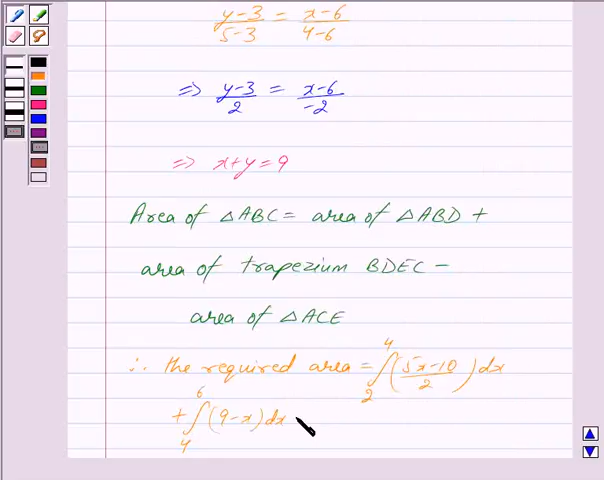 y-3/5-3 = x-6/4-6
⇒ y-3/2 = x-6/-2
⇒ x+y=9
Area of △ABC = area of △ABD +
area of trapezium BDEC -
area of △ACE
∴ the required area = ∫₂⁴ (5x-10/2) dx
+ ∫₄⁶ (9-x) dx